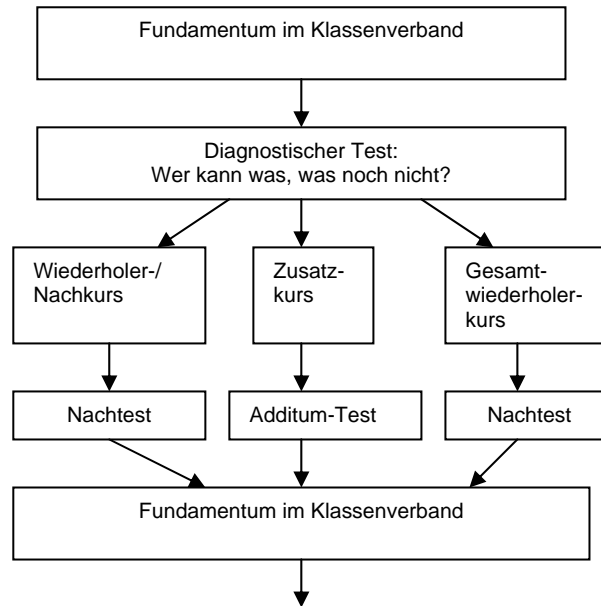 Fundamentum im Klassenverband
Diagnostischer Test:
Wer kann was, was noch nicht?
Wiederholer-/
Nachkurs
Zusatz-
kurs
Gesamt-
wiederholer-
kurs
Nachtest
Additum-Test
Nachtest
Fundamentum im Klassenverband